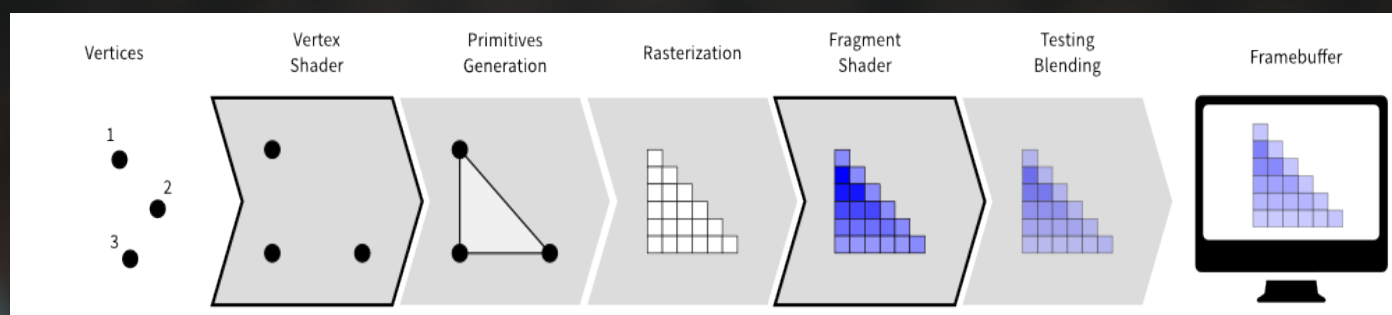 Vertices
Vertex
Shader
Primitives
Generation
Rasterization
Fragment
Shader
Testing
Blending
Framebuffer
1
2
3